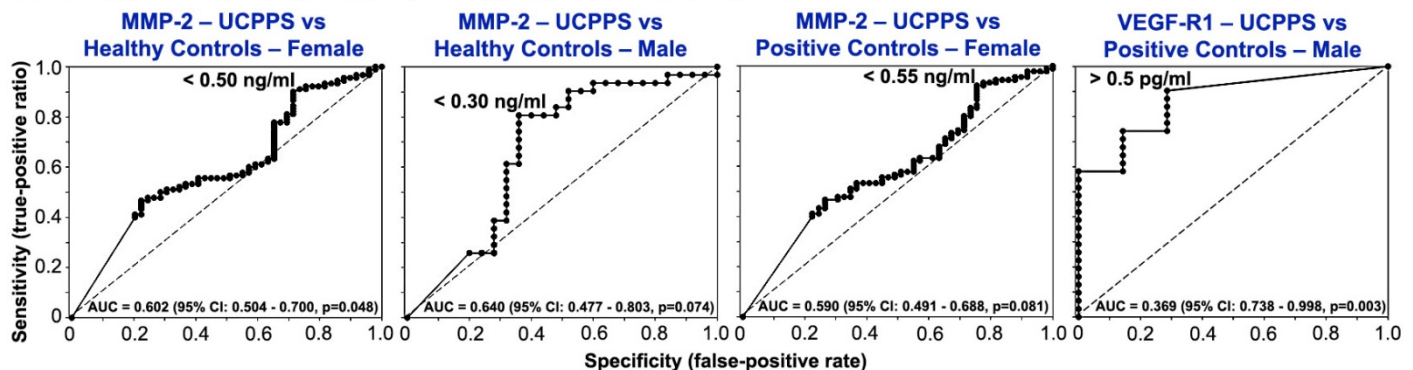 MMP-2 – UCPPS vs
Healthy Controls – Female
MMP-2 – UCPPS vs
Healthy Controls – Male
MMP-2 – UCPPS vs
Positive Controls – Female
VEGF-R1 – UCPPS vs
Positive Controls – Male
Sensitivity (true-positive ratio)
1.0
0.8
0.6
0.4
0.2
0
< 0.50 ng/ml
AUC = 0.602 (95% CI: 0.504 - 0.700, p=0.048)
0
0.2
0.4
0.6
0.8
1.0
< 0.30 ng/ml
AUC = 0.640 (95% CI: 0.477 - 0.803, p=0.074)
0
0.2
0.4
0.6
0.8
1.0
< 0.55 ng/ml
AUC = 0.590 (95% CI: 0.491 - 0.688, p=0.081)
0
0.2
0.4
0.6
0.8
1.0
> 0.5 pg/ml
AUC = 0.369 (95% CI: 0.738 - 0.998, p=0.003)
0
0.2
0.4
0.6
0.8
1.0
Specificity (false-positive rate)